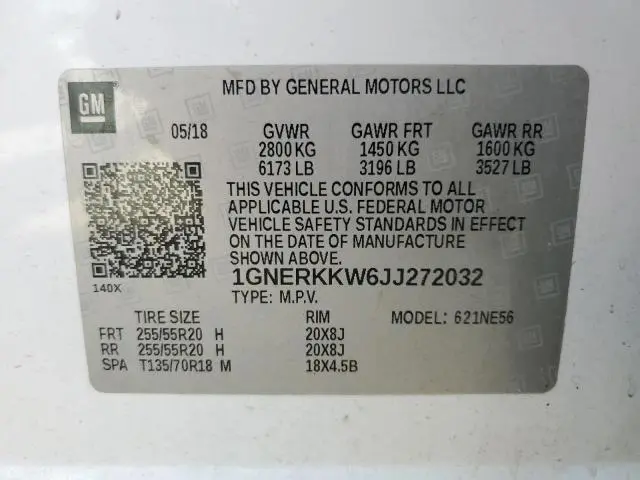 GM
MFD BY GENERAL MOTORS LLC
05/18 GVWR GAWR FRT GAWR RR
2800 KG 1450 KG 1600 KG
6173 LB 3196 LB 3527 LB
THIS VEHICLE CONFORMS TO ALL
APPLICABLE U.S. FEDERAL MOTOR
VEHICLE SAFETY STANDARDS IN EFFECT
ON THE DATE OF MANUFACTURE
SHOWN ABOVE.
140X
1GNERKKW6JJ272032
TYPE: M.P.V.
TIRE SIZE RIM MODEL: 621NE56
FRT 255/55R20 H 20X8J
RR 255/55R20 H 20X8J
SPA T135/70R18 M 18X4.5B